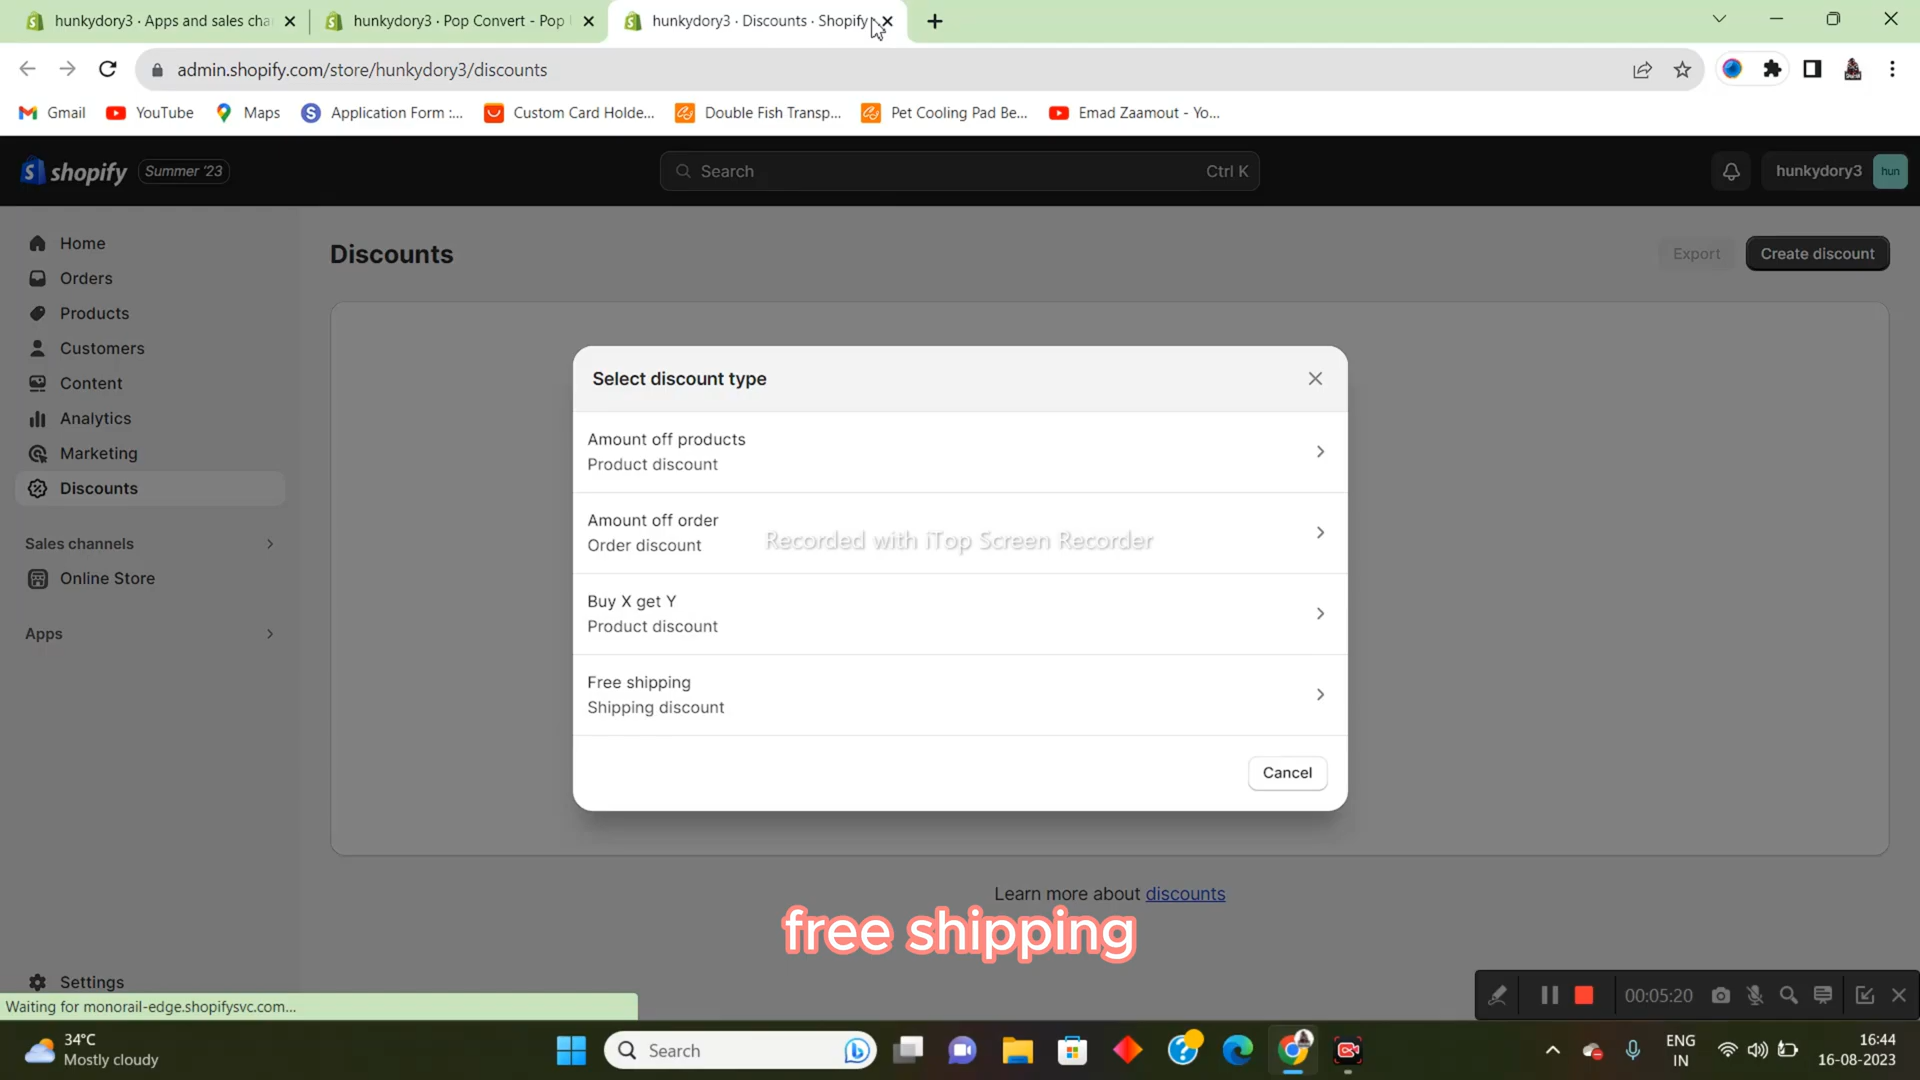 hunkydory3 · Apps and sales cha
hunkydory3 · Pop Convert - Pop
hunkydory3 · Discounts · Shopify
admin.shopify.com/store/hunkydory3/discounts
Gmail
YouTube
Maps
Application Form :...
Custom Card Holde...
Double Fish Transp...
Pet Cooling Pad Be...
Emad Zaamout - Yo...
shopify
Summer '23
Search
Ctrl K
hunkydory3
hun
Home
Orders
Products
Customers
Content
Analytics
Marketing
Discounts
Sales channels
Online Store
Apps
Settings
Discounts
Export
Create discount
Select discount type
Amount off products
Product discount
Amount off order
Order discount
Recorded with iTop Screen Recorder
Buy X get Y
Product discount
Free shipping
Shipping discount
Cancel
Learn more about discounts
free shipping
Waiting for monorail-edge.shopifysvc.com...
00:05:20
34°C
Mostly cloudy
Search
ENG
IN
16:44
16-08-2023